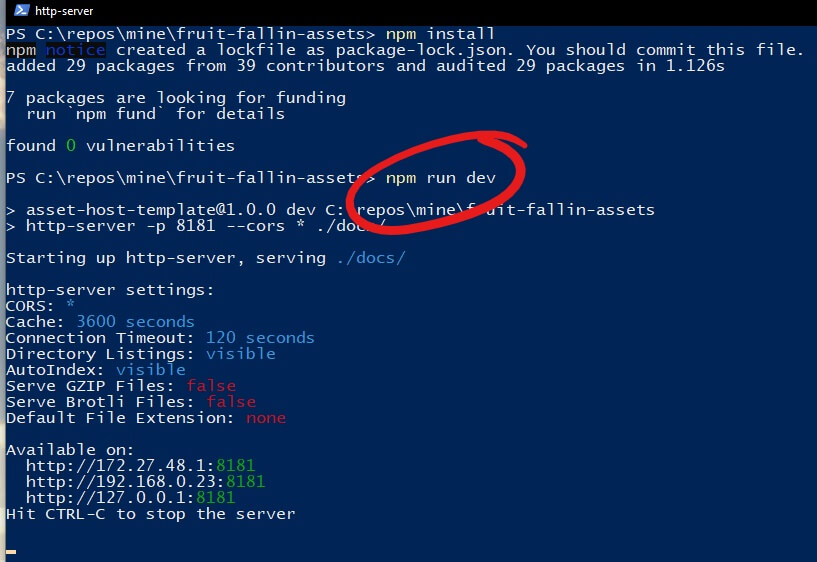 http-server
PS C:\repos\mine\fruit-fallin-assets> npm install
npm notice created a lockfile as package-lock.json. You should commit this file.
added 29 packages from 39 contributors and audited 29 packages in 1.126s
7 packages are looking for funding
  run `npm fund` for details
found 0 vulnerabilities
PS C:\repos\mine\fruit-fallin-assets> npm run dev
> asset-host-template@1.0.0 dev C:\repos\mine\fruit-fallin-assets
> http-server -p 8181 --cors * ./docs/
Starting up http-server, serving ./docs/
http-server settings:
CORS: *
Cache: 3600 seconds
Connection Timeout: 120 seconds
Directory Listings: visible
AutoIndex: visible
Serve GZIP Files: false
Serve Brotli Files: false
Default File Extension: none
Available on:
  http://172.27.48.1:8181
  http://192.168.0.23:8181
  http://127.0.0.1:8181
Hit CTRL-C to stop the server